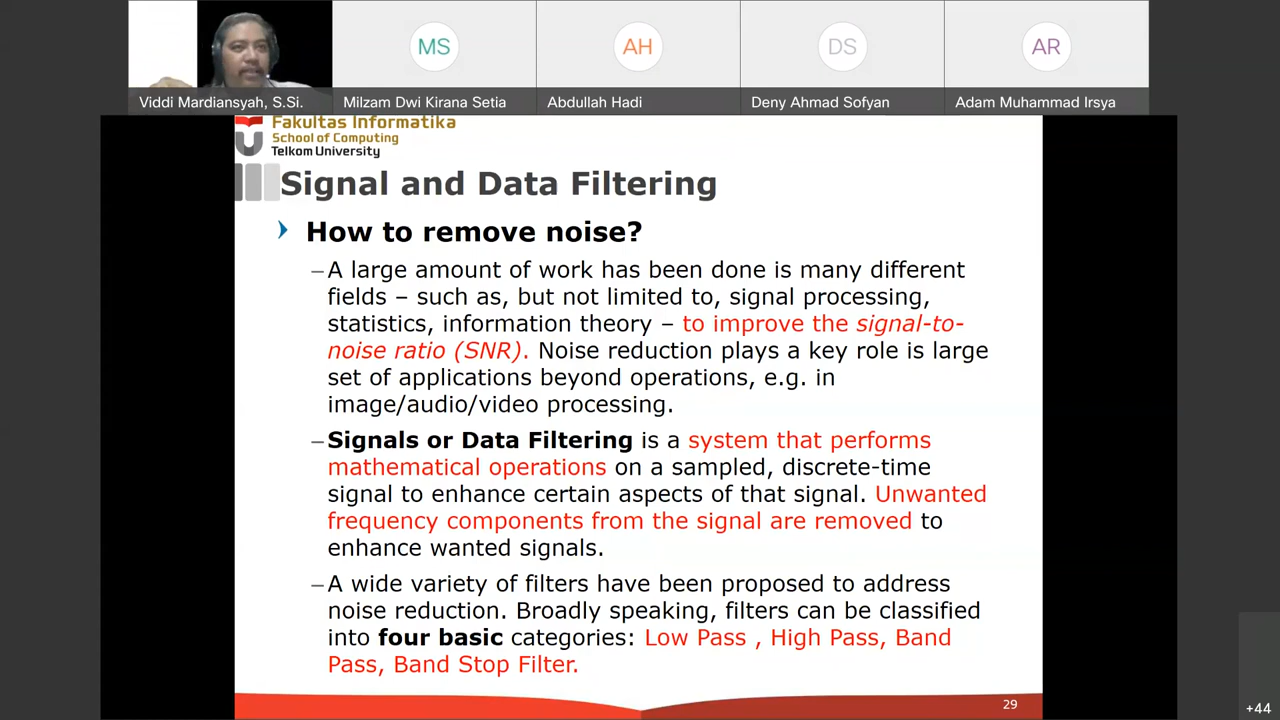 MS
AH
DS
AR
Viddi Mardiansyah, S.Si.
Milzam Dwi Kirana Setia
Abdullah Hadi
Deny Ahmad Sofyan
Adam Muhammad Irsya
Fakultas Informatika
School of Computing
Telkom University
Signal and Data Filtering
How to remove noise?
–A large amount of work has been done is many different
fields – such as, but not limited to, signal processing,
statistics, information theory – to improve the signal-to-
noise ratio (SNR). Noise reduction plays a key role is large
set of applications beyond operations, e.g. in
image/audio/video processing.
–Signals or Data Filtering is a system that performs
mathematical operations on a sampled, discrete-time
signal to enhance certain aspects of that signal. Unwanted
frequency components from the signal are removed to
enhance wanted signals.
–A wide variety of filters have been proposed to address
noise reduction. Broadly speaking, filters can be classified
into four basic categories: Low Pass , High Pass, Band
Pass, Band Stop Filter.
29
+44